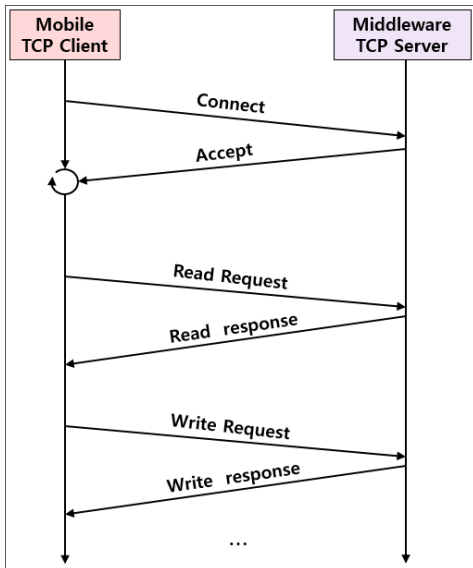 Mobile
TCP Client
Middleware
TCP Server
Connect
Accept
Read Request
Read response
Write Request
Write response
...